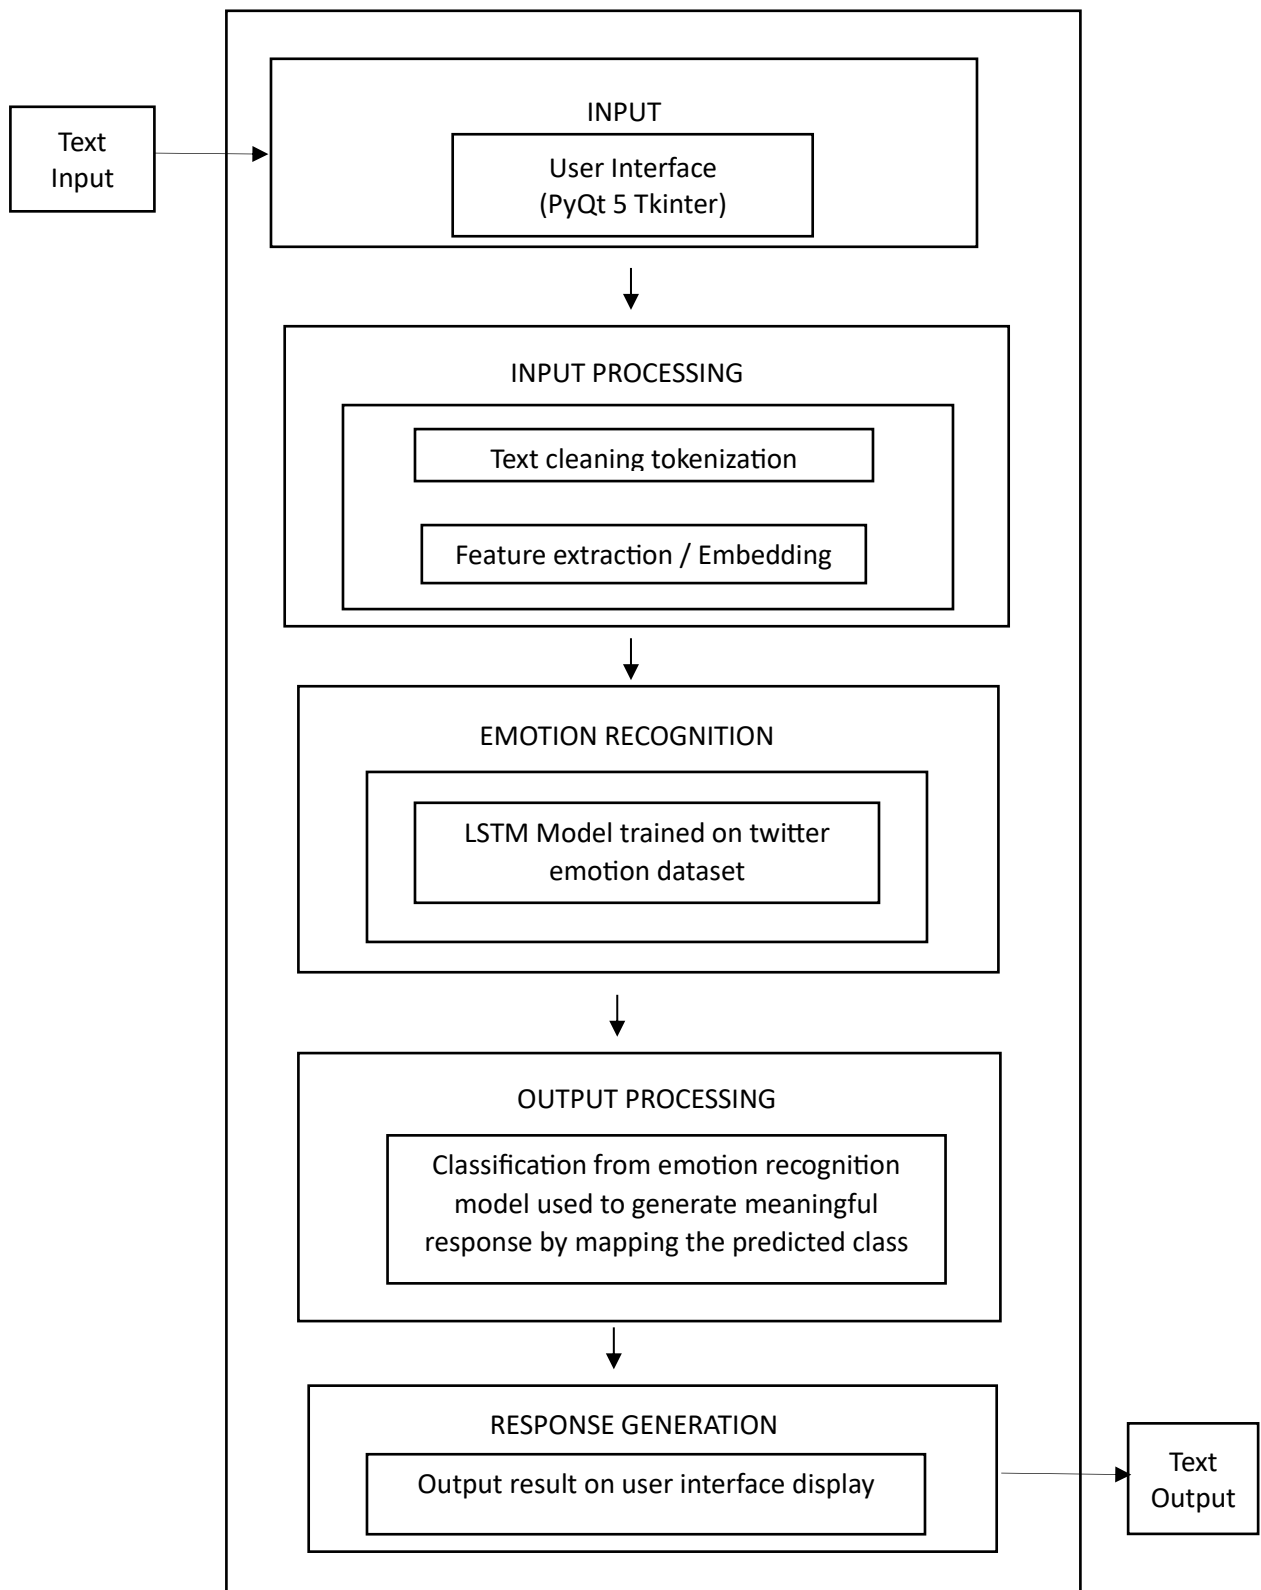 Text
Input
INPUT
User Interface
(PyQt 5 Tkinter)
INPUT PROCESSING
Text cleaning tokenization
Feature extraction / Embedding
EMOTION RECOGNITION
LSTM Model trained on twitter
emotion dataset
OUTPUT PROCESSING
Classification from emotion recognition
model used to generate meaningful
response by mapping the predicted class
RESPONSE GENERATION
Output result on user interface display
Text
Output